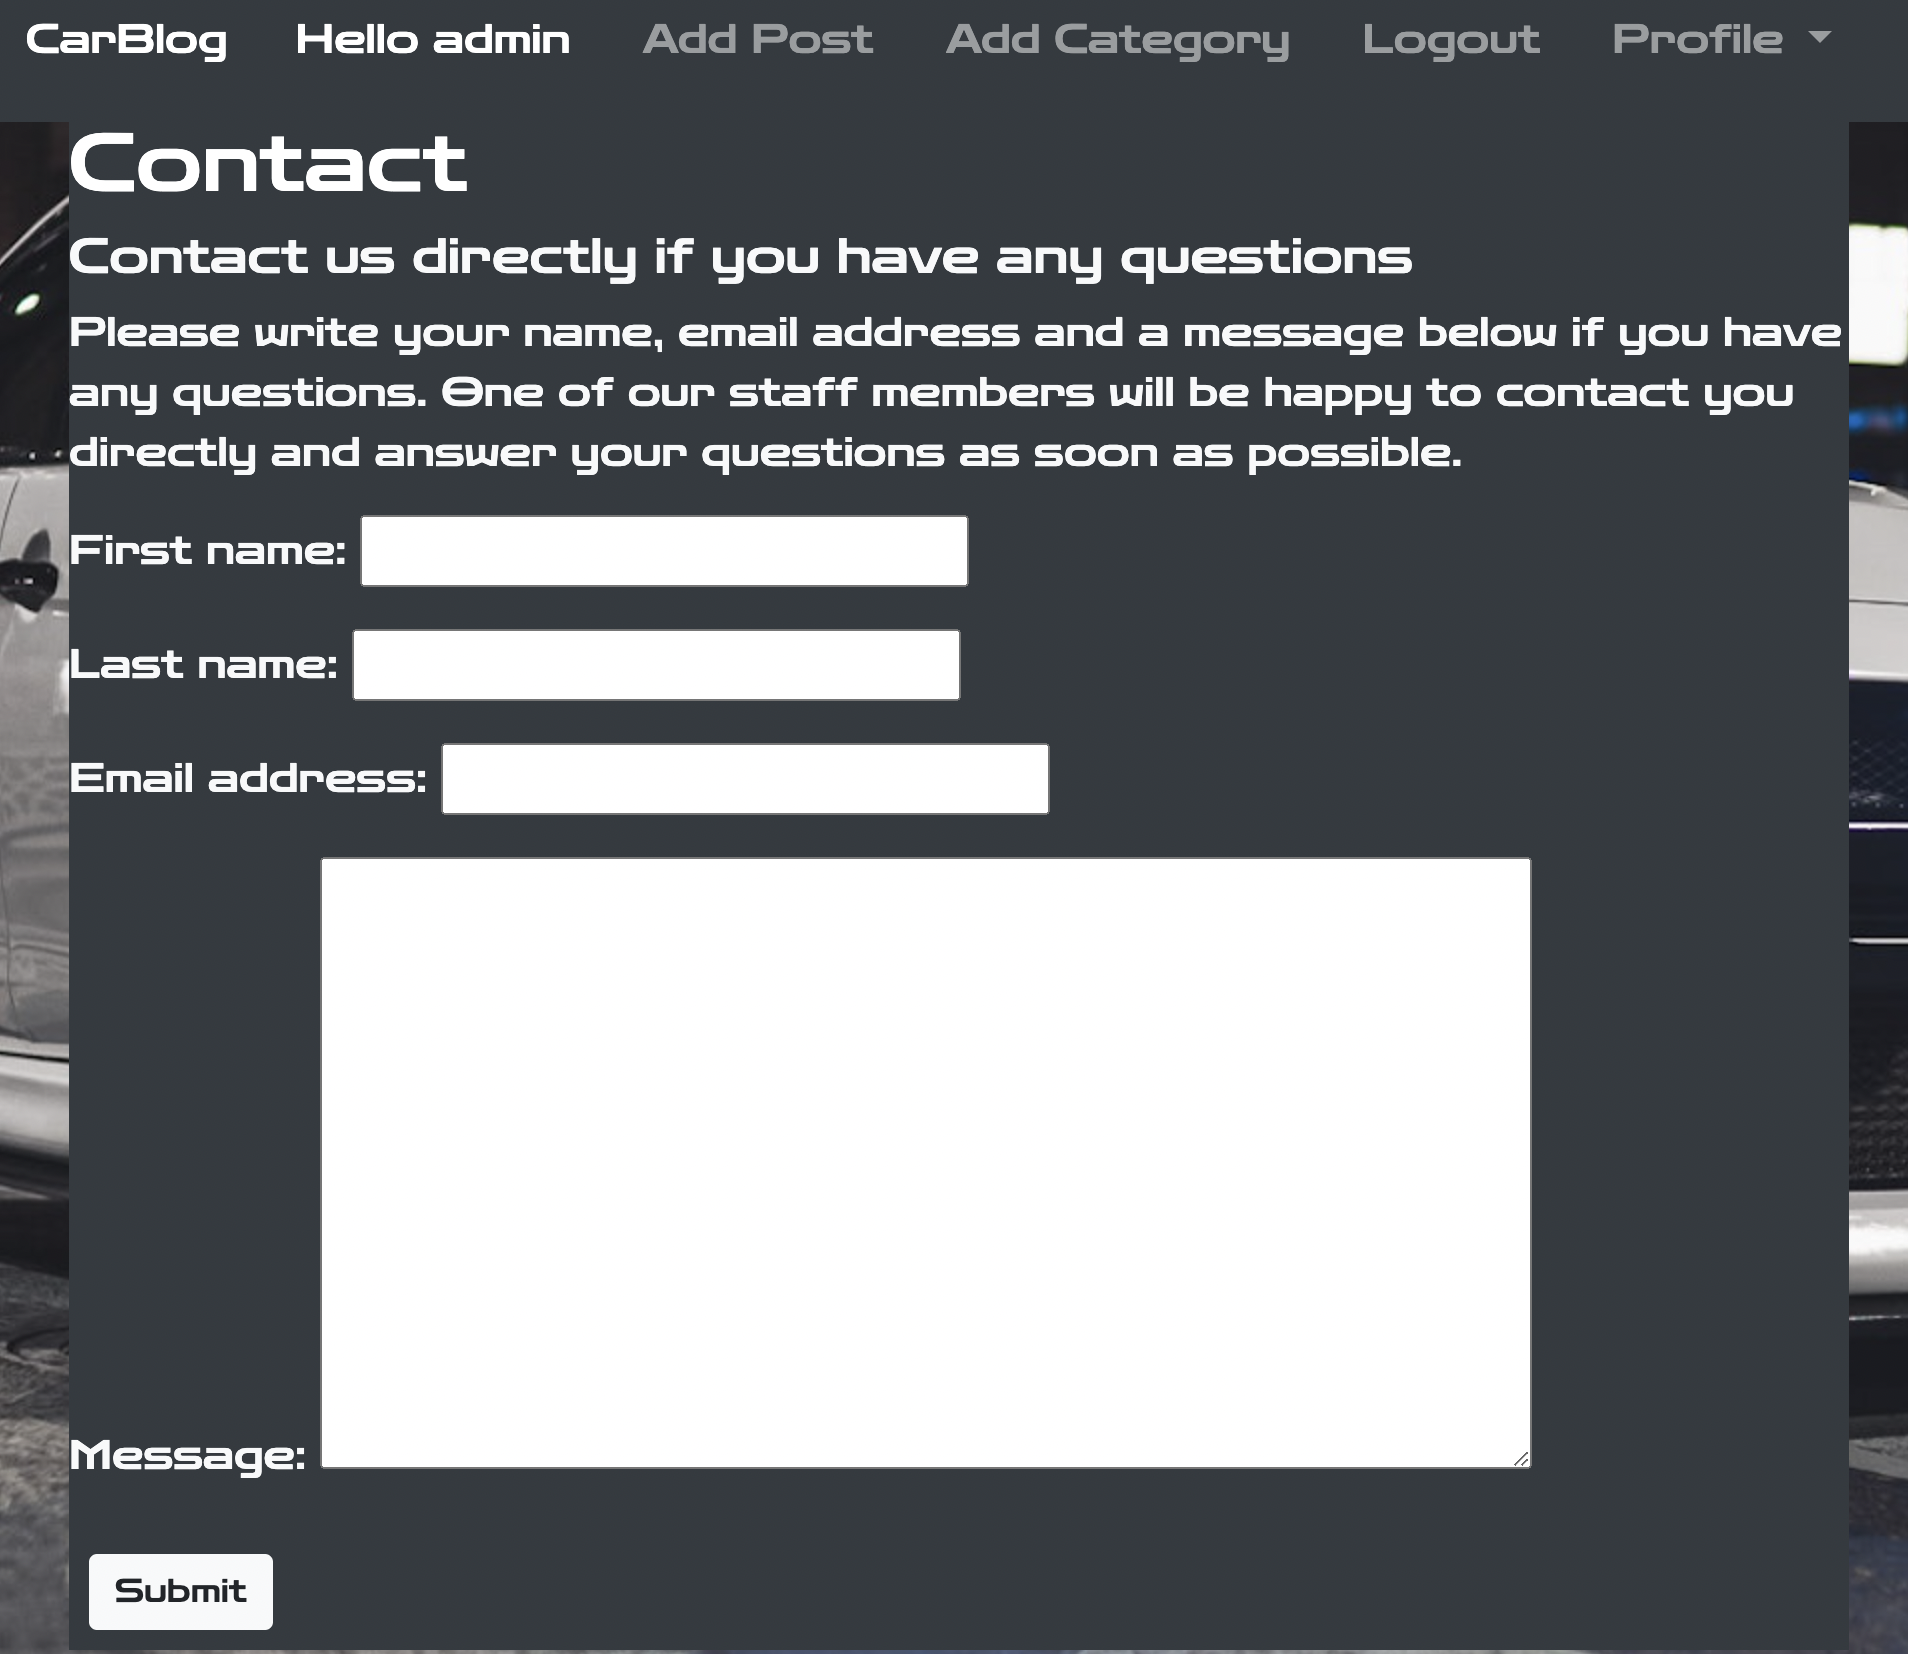 CarBlog Hello admin Add Post Add Category Logout Profile
Contact
Contact us directly if you have any questions
Please write your name, email address and a message below if you have
any questions. One of our staff members will be happy to contact you
directly and answer your questions as soon as possible.
First name:
Last name:
Email address:
Message:
Submit